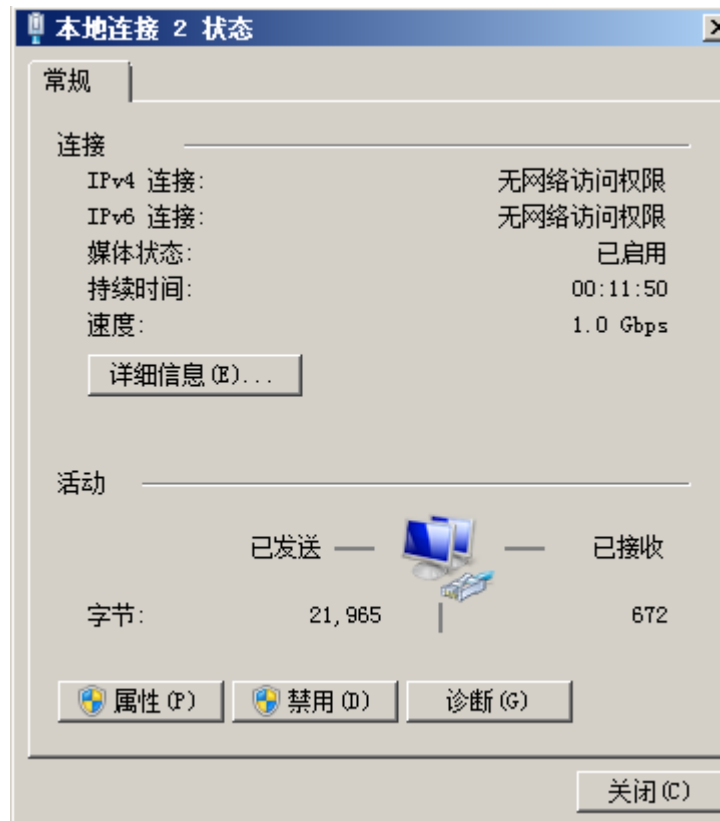 本地连接 2 状态
常规
连接
IPv4 连接: 无网络访问权限
IPv6 连接: 无网络访问权限
媒体状态: 已启用
持续时间: 00:11:50
速度: 1.0 Gbps
详细信息(E)...
活动
已发送 — — 已接收
字节: 21,965 672
属性(P) 禁用(D) 诊断(G)
关闭(C)